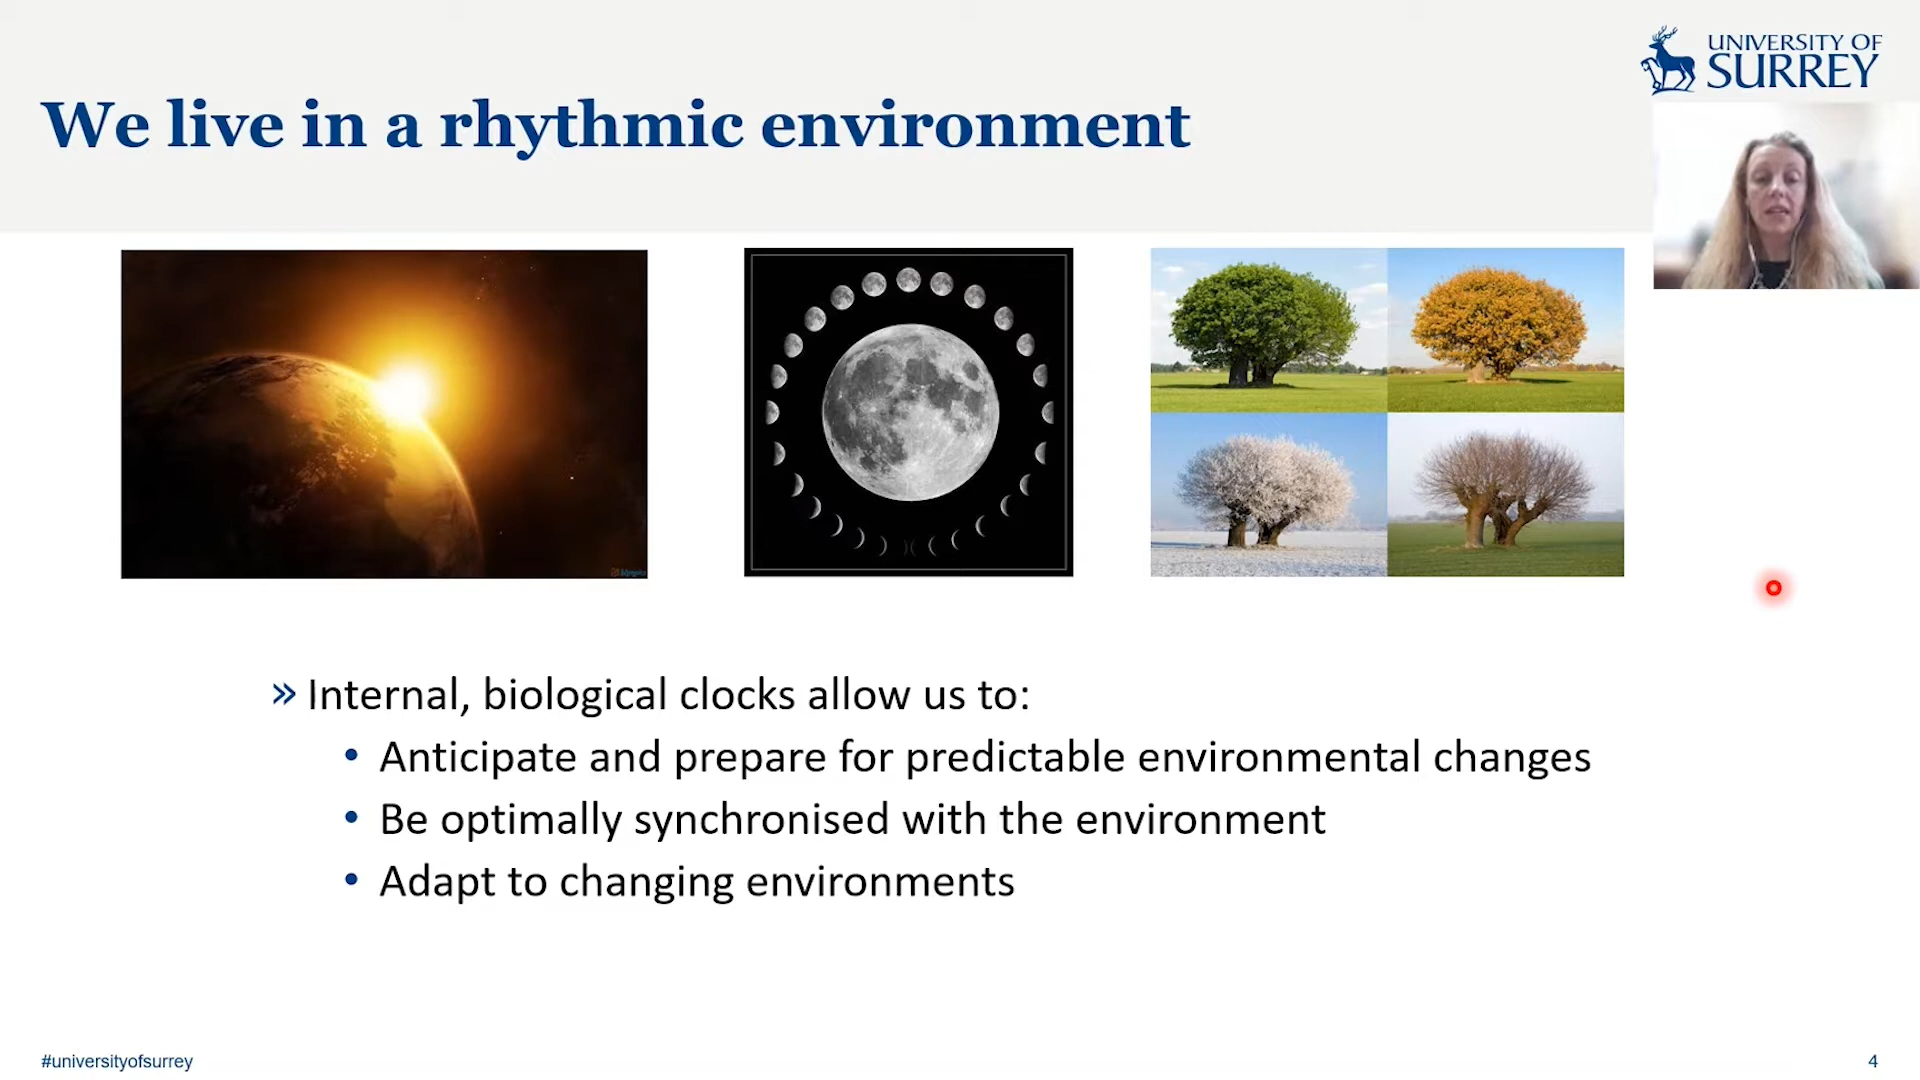 UNIVERSITY OF
SURREY
We live in a rhythmic environment
» Internal, biological clocks allow us to:
• Anticipate and prepare for predictable environmental changes
• Be optimally synchronised with the environment
• Adapt to changing environments
#universityofsurrey
4